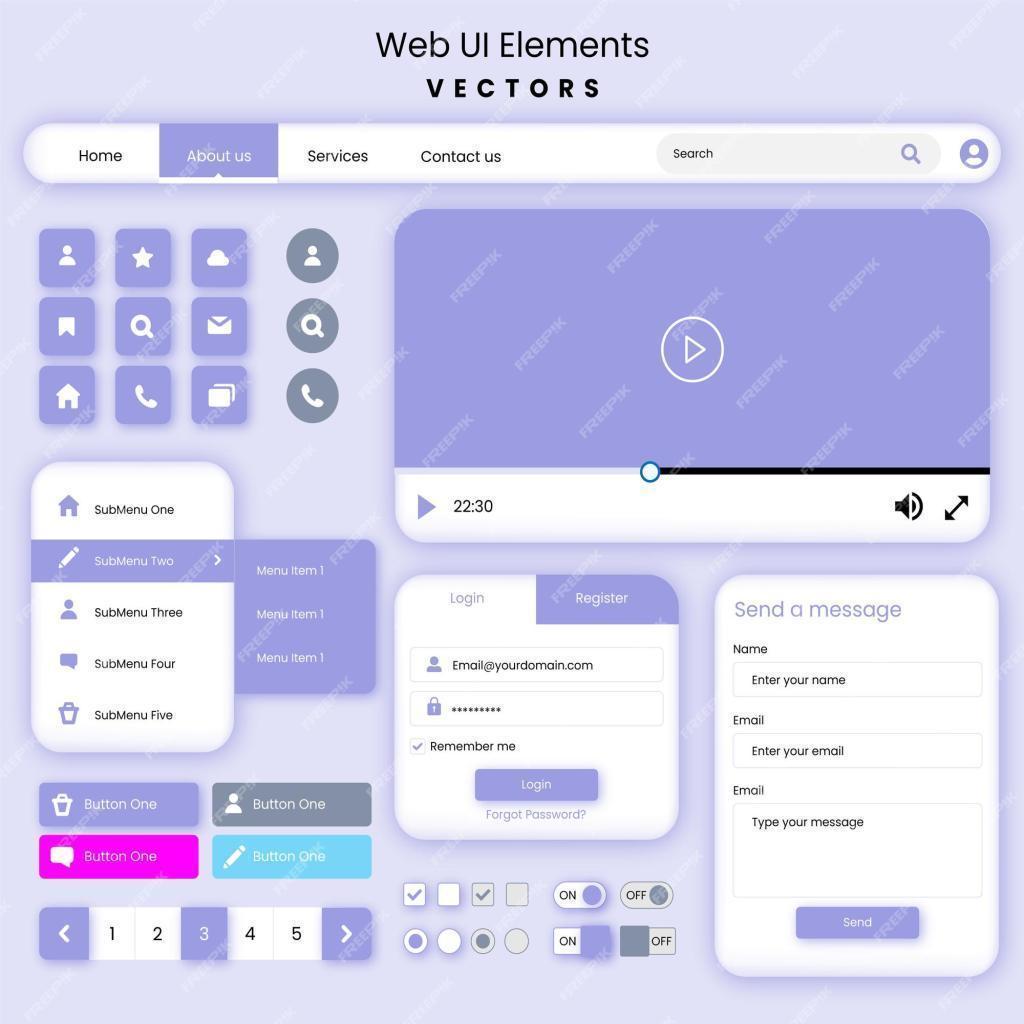 Web UI Elements
VECTORS
Home About us Services Contact us Search
22:30
SubMenu One
SubMenu Two
SubMenu Three
SubMenu Four
SubMenu Five
Menu Item 1
Menu Item 1
Menu Item 1
Login Register
Email@yourdomain.com
*********
Remember me
Login
Forgot Password?
Send a message
Name
Enter your name
Email
Enter your email
Email
Type your message
Send
Button One Button One
Button One Button One
1 2 3 4 5
ON OFF
ON OFF
FREEPIK